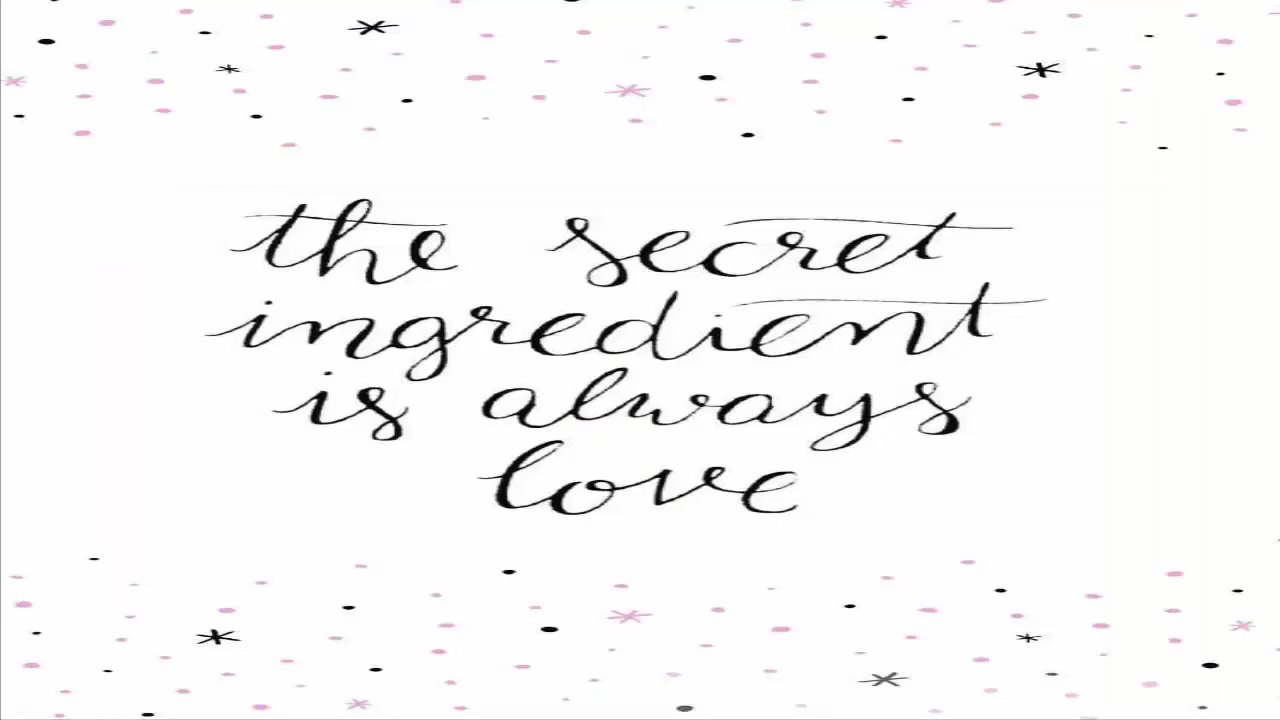 the secret
ingredient
is always
love